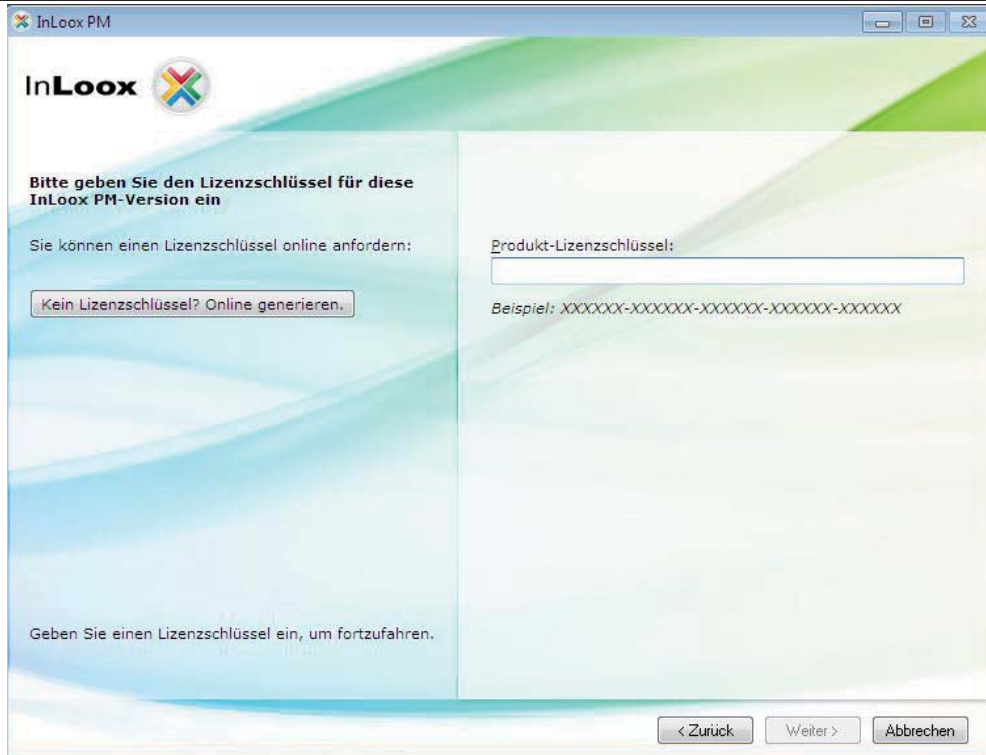 InLoox PM
InLoox
Bitte geben Sie den Lizenzschlüssel für diese
InLoox PM-Version ein
Sie können einen Lizenzschlüssel online anfordern:
Kein Lizenzschlüssel? Online generieren.
Produkt-Lizenzschlüssel:
Beispiel: XXXXXX-XXXXXX-XXXXXX-XXXXXX-XXXXXX
Geben Sie einen Lizenzschlüssel ein, um fortzufahren.
< Zurück
Weiter >
Abbrechen